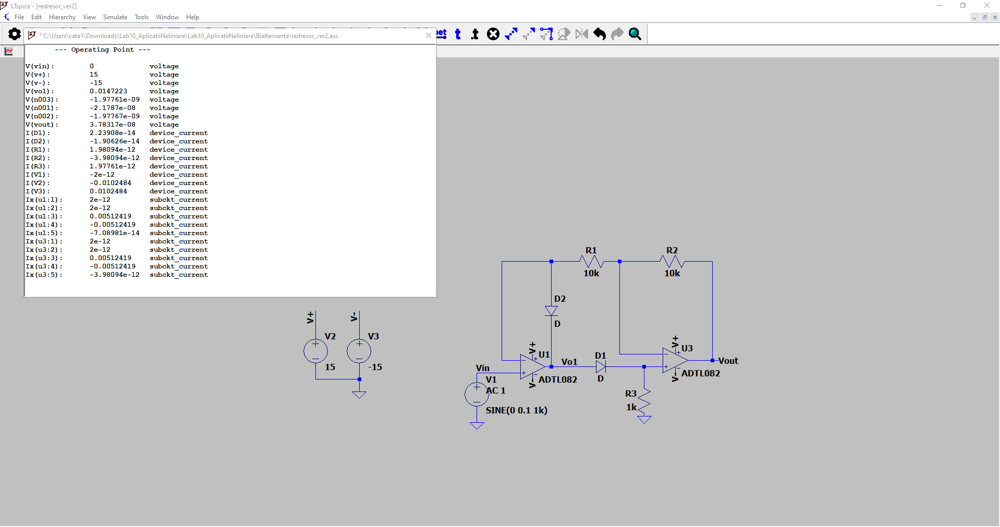 LTspice - [redresor_ver2]
File Edit Hierarchy View Simulate Tools Window Help
* C:\Users\cata1\Downloads\Lab10_AplicatiiNeliniare\Lab10_AplicatiiNeliniare\Bialternanta\redresor_ver2.asc
--- Operating Point ---
V(vin): 0 voltage
V(v+): 15 voltage
V(v-): -15 voltage
V(vo1): 0.0147223 voltage
V(n003): -1.97761e-09 voltage
V(n001): -2.1787e-08 voltage
V(n002): -1.97767e-09 voltage
V(vout): 3.78317e-08 voltage
I(D1): 2.23908e-14 device_current
I(D2): -1.90626e-14 device_current
I(R1): 1.98094e-12 device_current
I(R2): -3.98094e-12 device_current
I(R3): 1.97761e-12 device_current
I(V1): -2e-12 device_current
I(V2): -0.0102484 device_current
I(V3): 0.0102484 device_current
Ix(u1:1): 2e-12 subckt_current
Ix(u1:2): 2e-12 subckt_current
Ix(u1:3): 0.00512419 subckt_current
Ix(u1:4): -0.00512419 subckt_current
Ix(u1:5): -7.08981e-14 subckt_current
Ix(u3:1): 2e-12 subckt_current
Ix(u3:2): 2e-12 subckt_current
Ix(u3:3): 0.00512419 subckt_current
Ix(u3:4): -0.00512419 subckt_current
Ix(u3:5): -3.98094e-12 subckt_current
R1
10k
R2
10k
D2
D
V+
V2
15
V-
V3
-15
V+
U1
V-
ADTL082
Vin
V1
AC 1
SINE(0 0.1 1k)
Vo1
D1
D
R3
1k
V+
U3
V-
ADTL082
Vout